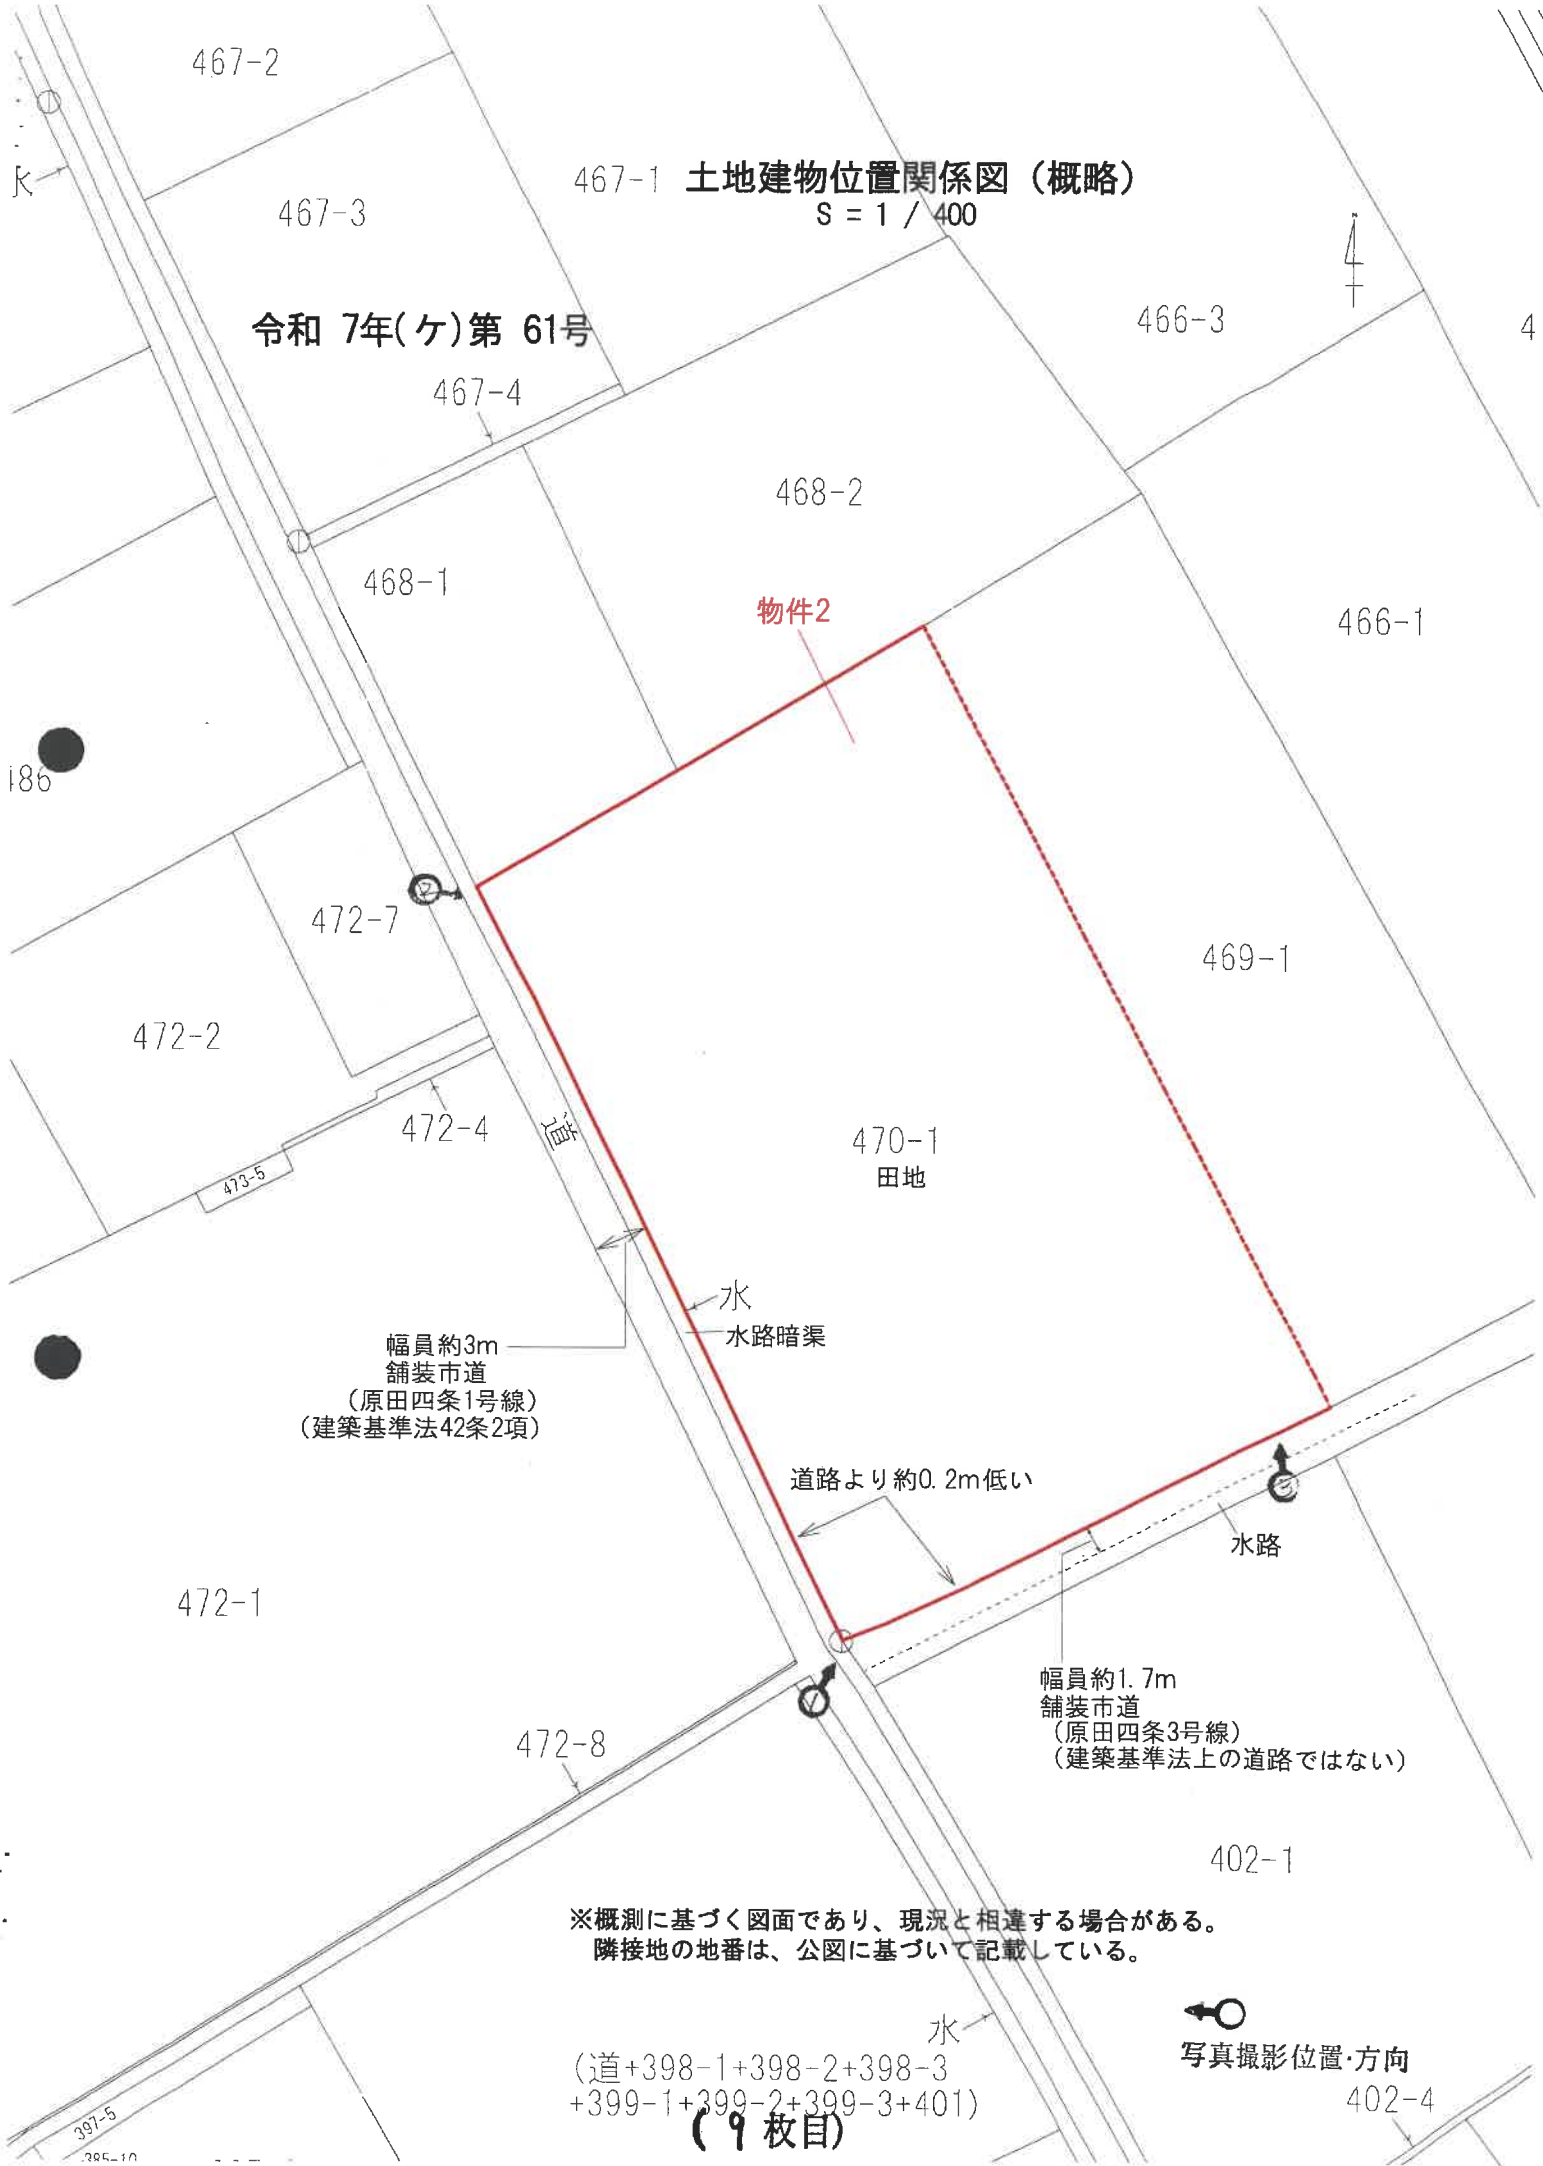 467-2
水
467-1 土地建物位置関係図（概略）
S = 1 / 400
467-3
466-3
令和 7年(ケ)第 61号
467-4
468-2
468-1
物件2
466-1
472-7
469-1
472-2
472-4
道
470-1
田地
473-5
水
水路暗渠
幅員約3m
舗装市道
（原田四条1号線）
（建築基準法42条2項）
道路より約0.2m低い
3
水路
472-1
幅員約1.7m
舗装市道
（原田四条3号線）
（建築基準法上の道路ではない）
1
472-8
402-1
※概測に基づく図面であり、現況と相違する場合がある。
隣接地の地番は、公図に基づいて記載している。
水
写真撮影位置・方向
(道+398-1+398-2+398-3
+399-1+399-2+399-3+401)
402-4
397-5
(9枚目)